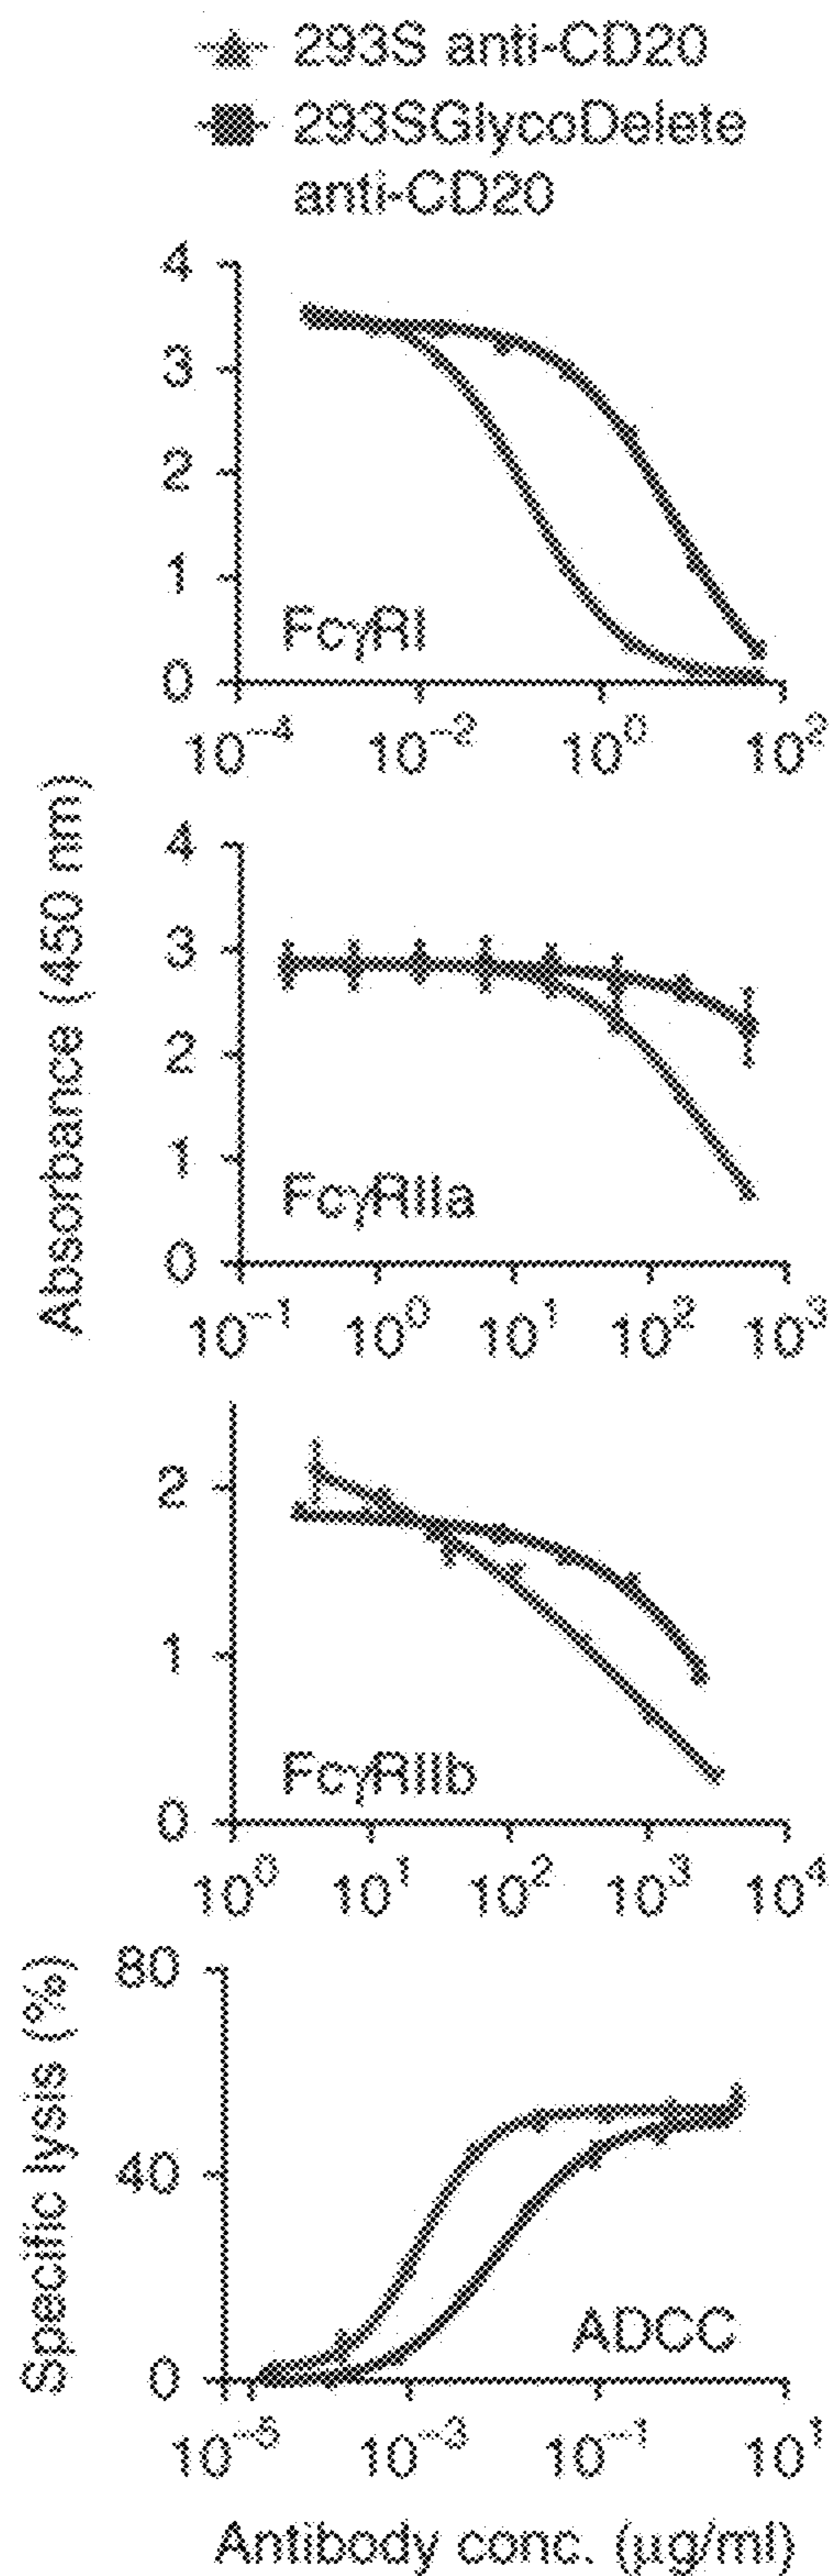 293S anti-CD20
293SGlycoDelete
anti-CD20
4
3
2
1
0
FcγRI
10⁻⁴ 10⁻² 10⁰ 10²
Absorbance (450 nm)
4
3
2
1
0
FcγRIIa
10⁻¹ 10⁰ 10¹ 10² 10³
2
1
0
FcγRIIb
10⁰ 10¹ 10² 10³ 10⁴
Specific lysis (%)
80
40
0
ADCC
10⁻⁵ 10⁻³ 10⁻¹ 10¹
Antibody conc. (μg/ml)